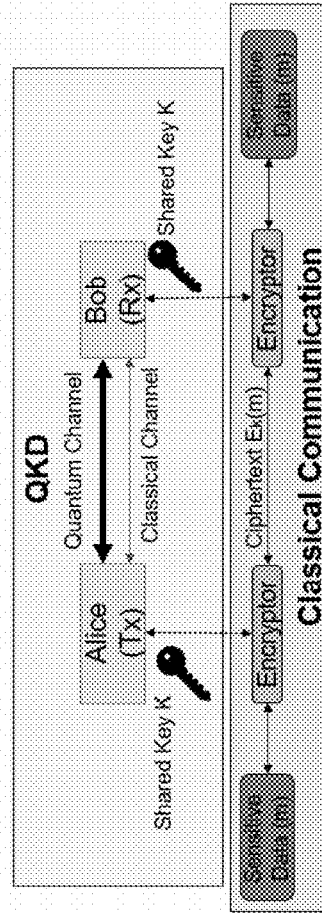 QKD
Quantum Channel
Alice
(Tx)
Bob
(Rx)
Classical Channel
Shared Key K
Shared Key K
Sensitive
Data (m)
Encryptor
Ciphertext Ek(m)
Encryptor
Sensitive
Data (m)
Classical Communication